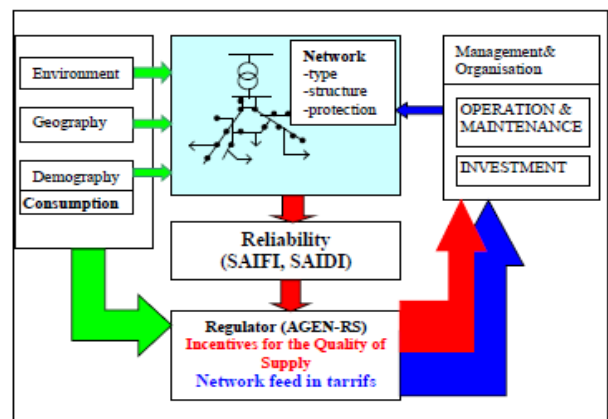 Environment
Geography
Demography
Consumption
Network
-type
-structure
-protection
Management&
Organisation
OPERATION &
MAINTENANCE
INVESTMENT
Reliability
(SAIFI, SAIDI)
Regulator (AGEN-RS)
Incentives for the Quality of
Supply
Network feed in tarrifs